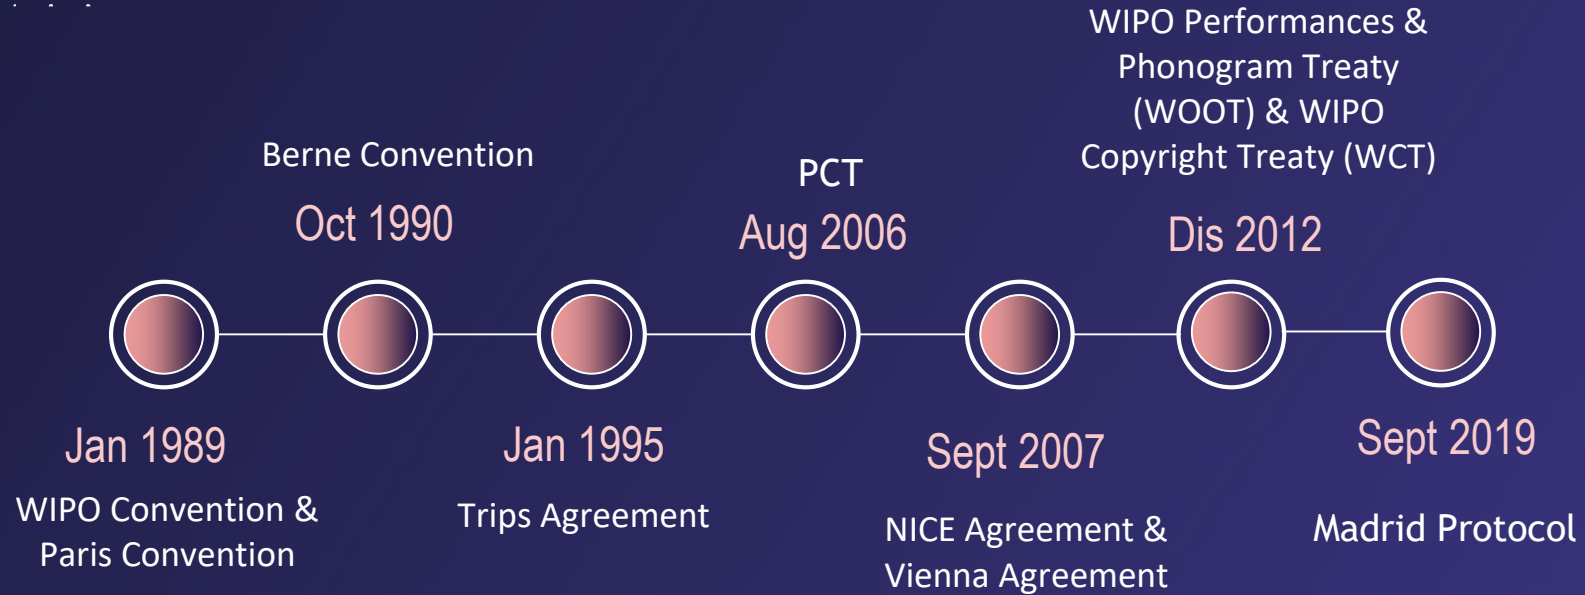 WIPO Performances &
Phonogram Treaty
(WOOT) & WIPO
Copyright Treaty (WCT)
Berne Convention
PCT
Oct 1990
Aug 2006
Dis 2012
Jan 1989
Jan 1995
Sept 2007
Sept 2019
WIPO Convention &
Paris Convention
Trips Agreement
NICE Agreement &
Vienna Agreement
Madrid Protocol